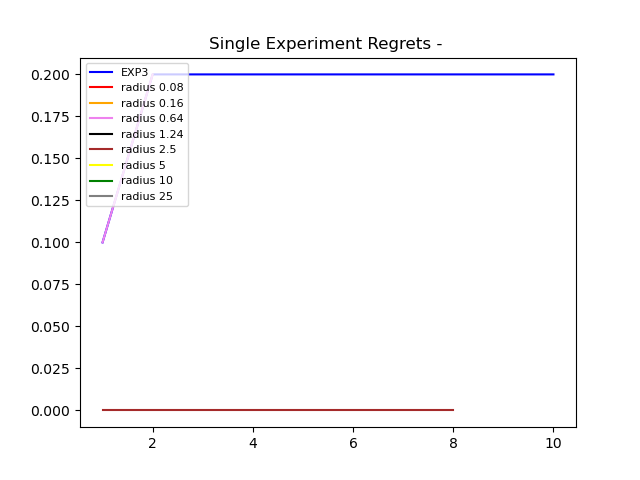 Single Experiment Regrets -
0.200
0.175
0.150
0.125
0.100
0.075
0.050
0.025
0.000
EXP3
radius 0.08
radius 0.16
radius 0.64
radius 1.24
radius 2.5
radius 5
radius 10
radius 25
2 4 6 8 10